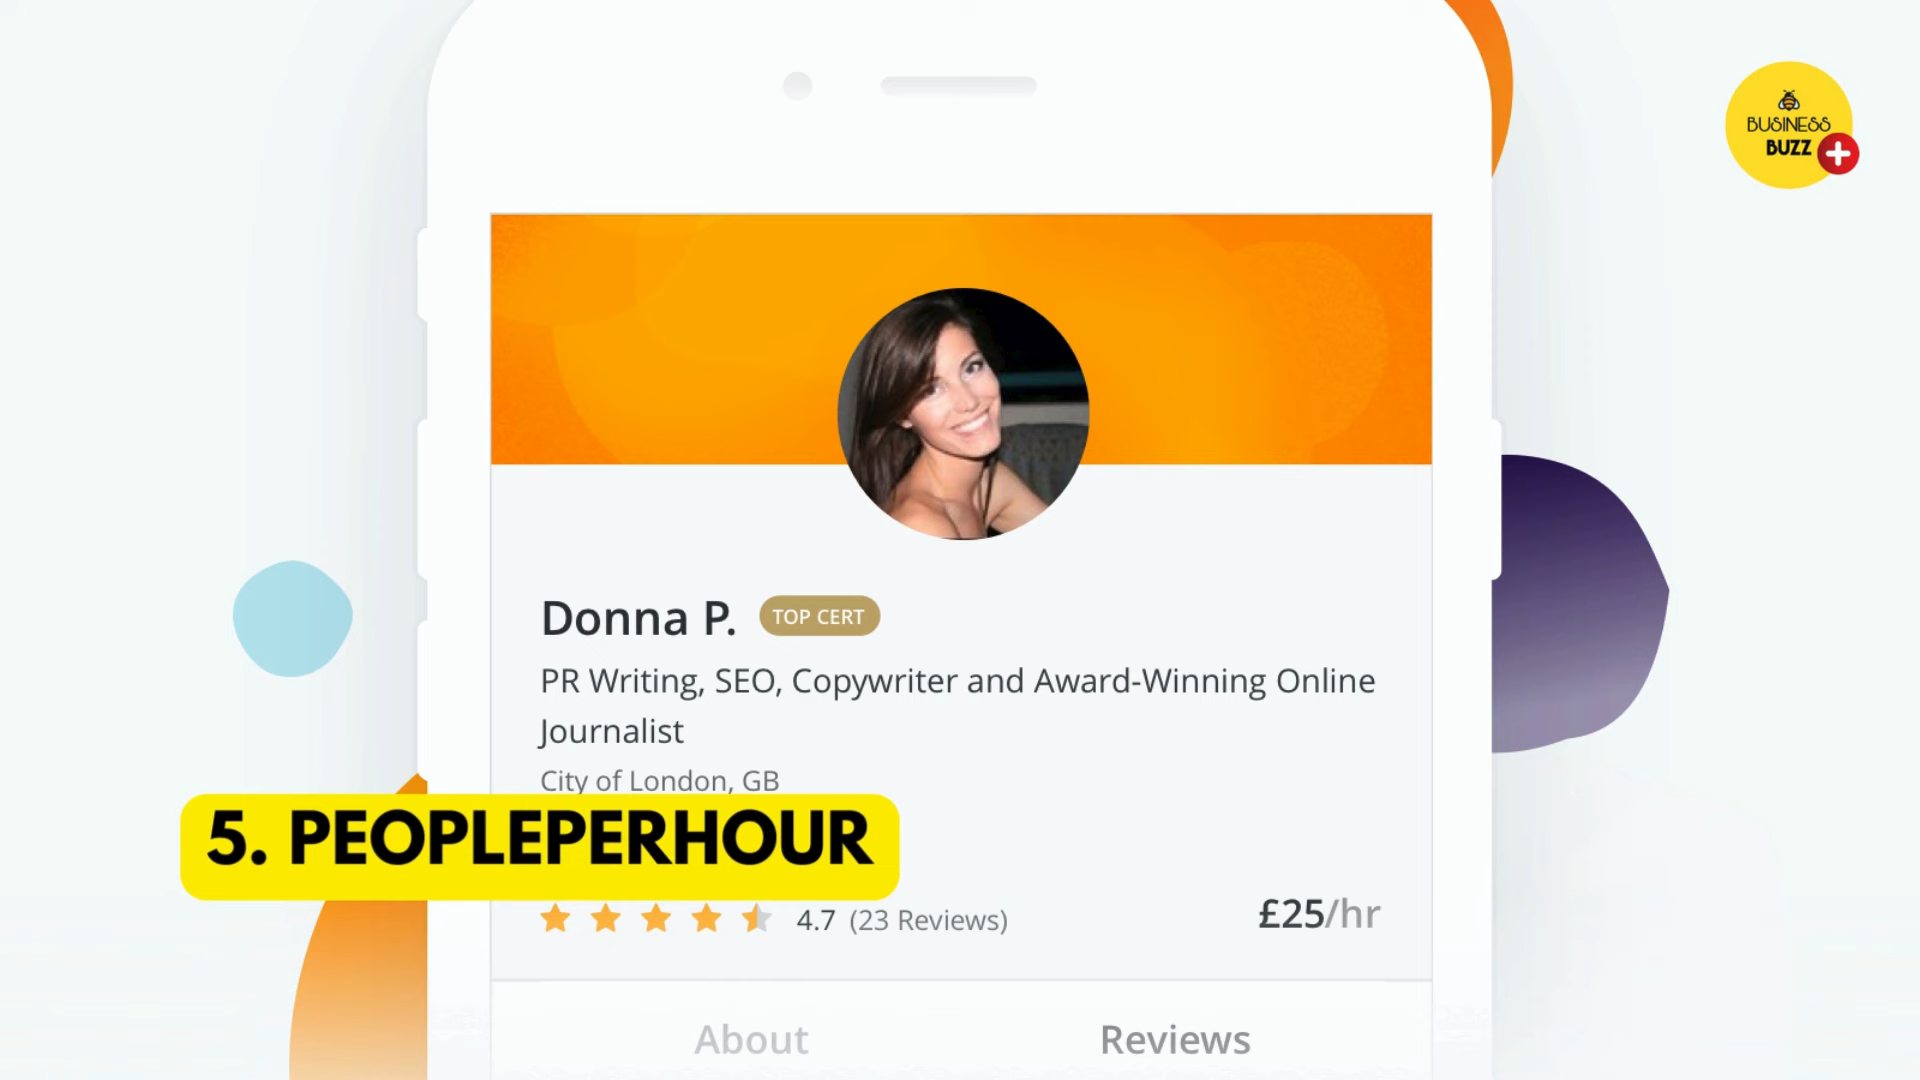 BUSINESS
BUZZ
Donna P. TOP CERT
PR Writing, SEO, Copywriter and Award-Winning Online
Journalist
City of London, GB
5. PEOPLEPERHOUR
4.7 (23 Reviews) £25/hr
About Reviews